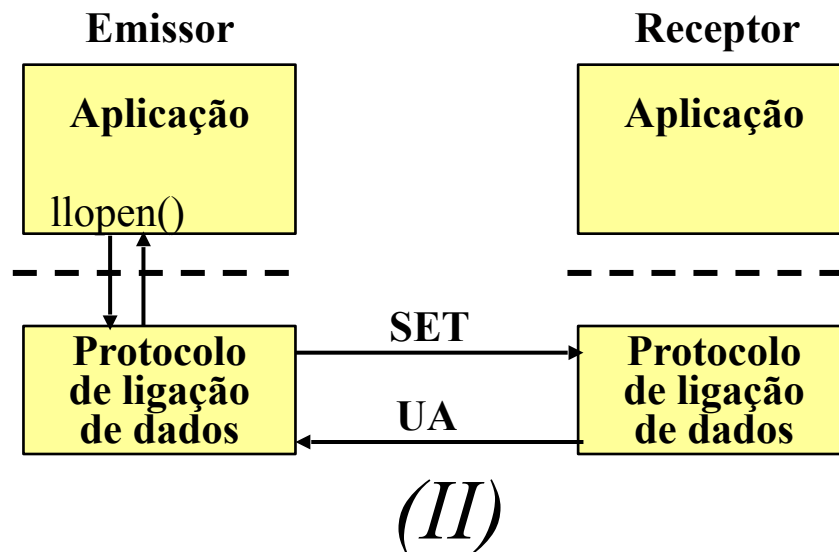 Emissor
Receptor
Aplicação
Aplicação
llopen()
SET
Protocolo
de ligação
de dados
Protocolo
de ligação
de dados
UA
(II)